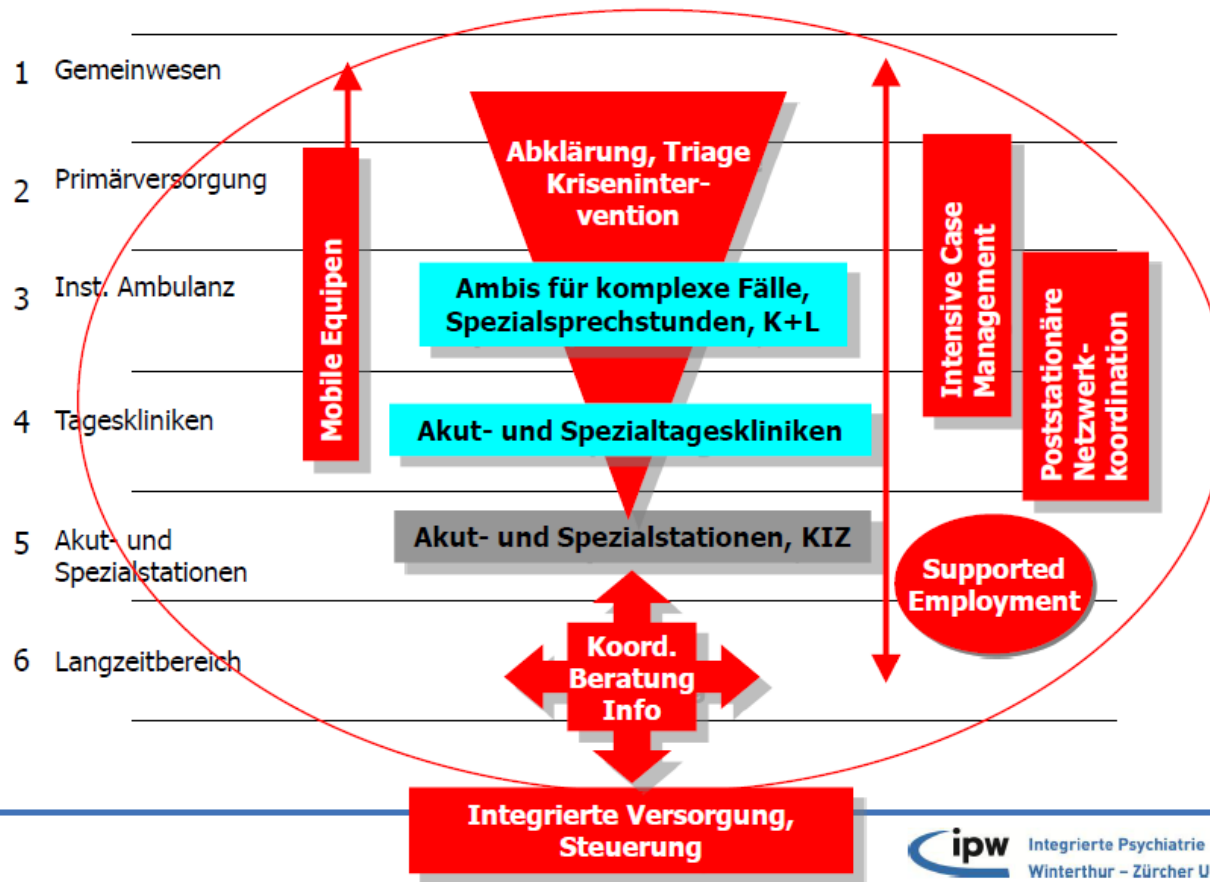 1 Gemeinwesen
2 Primärversorgung
3 Inst. Ambulanz
4 Tageskliniken
5 Akut- und
Spezialstationen
6 Langzeitbereich
Mobile Equipen
Abklärung, Triage
Kriseninter-
vention
Ambis für komplexe Fälle,
Spezialsprechstunden, K+L
Akut- und Spezialtageskliniken
Akut- und Spezialstationen, KIZ
Koord.
Beratung
Info
Intensive Case
Management
Poststationäre
Netzwerk-
koordination
Supported
Employment
Integrierte Versorgung,
Steuerung
ipw
Integrierte Psychiatrie
Winterthur – Zürcher U